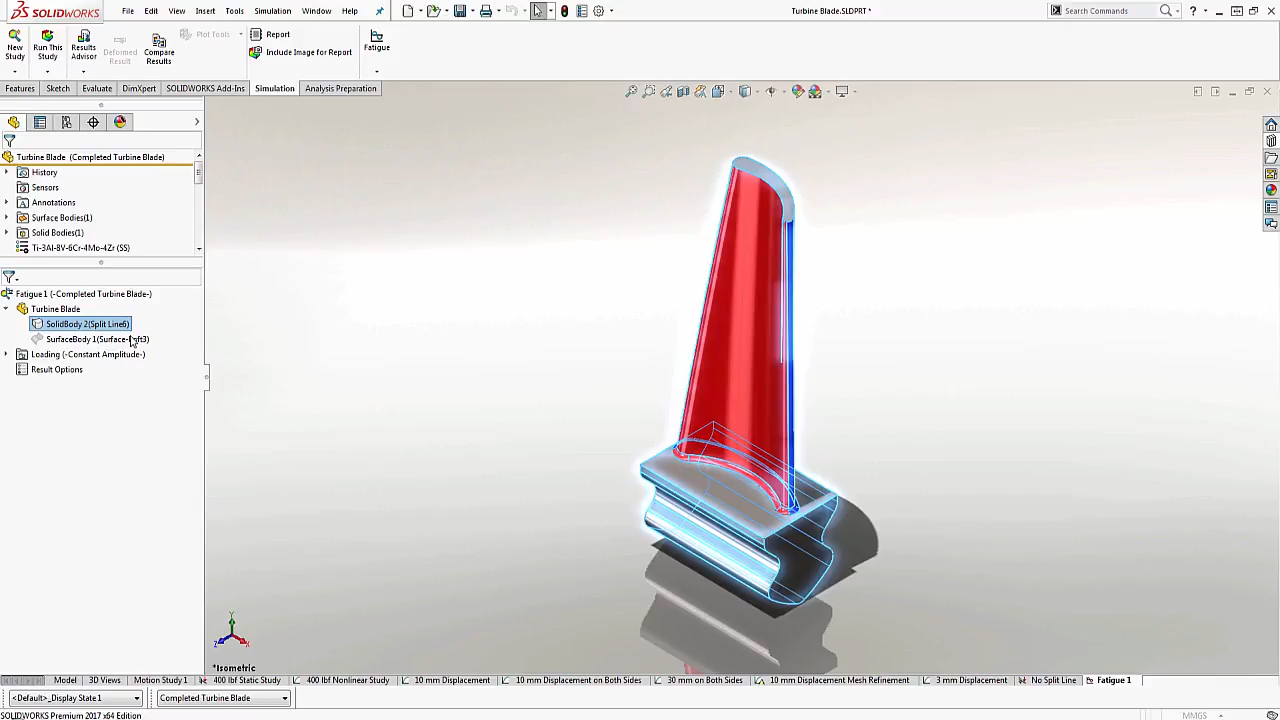 SOLIDWORKS
File Edit View Insert Tools Simulation Window Help
Turbine Blade.SLDPRT *
Search Commands
New Study
Run This Study
Results Advisor
Deformed Result
Compare Results
Plot Tools
Report
Include Image for Report
Fatigue
Features Sketch Evaluate DimXpert SOLIDWORKS Add-Ins Simulation Analysis Preparation
Turbine Blade (Completed Turbine Blade)
History
Sensors
Annotations
Surface Bodies(1)
Solid Bodies(1)
Ti-3Al-8V-6Cr-4Mo-4Zr (SS)
Fatigue 1 (-Completed Turbine Blade-)
Turbine Blade
SolidBody 2(Split Line6)
SurfaceBody 1(Surface-Loft3)
Loading (-Constant Amplitude-)
Result Options
Y
Z X
*Isometric
Model 3D Views Motion Study 1 400 lbf Static Study 400 lbf Nonlinear Study 10 mm Displacement 10 mm Displacement on Both Sides 30 mm on Both Sides 10 mm Displacement Mesh Refinement 3 mm Displacement No Split Line Fatigue 1
<Default>_Display State 1 Completed Turbine Blade
SOLIDWORKS Premium 2017 x64 Edition MMGS